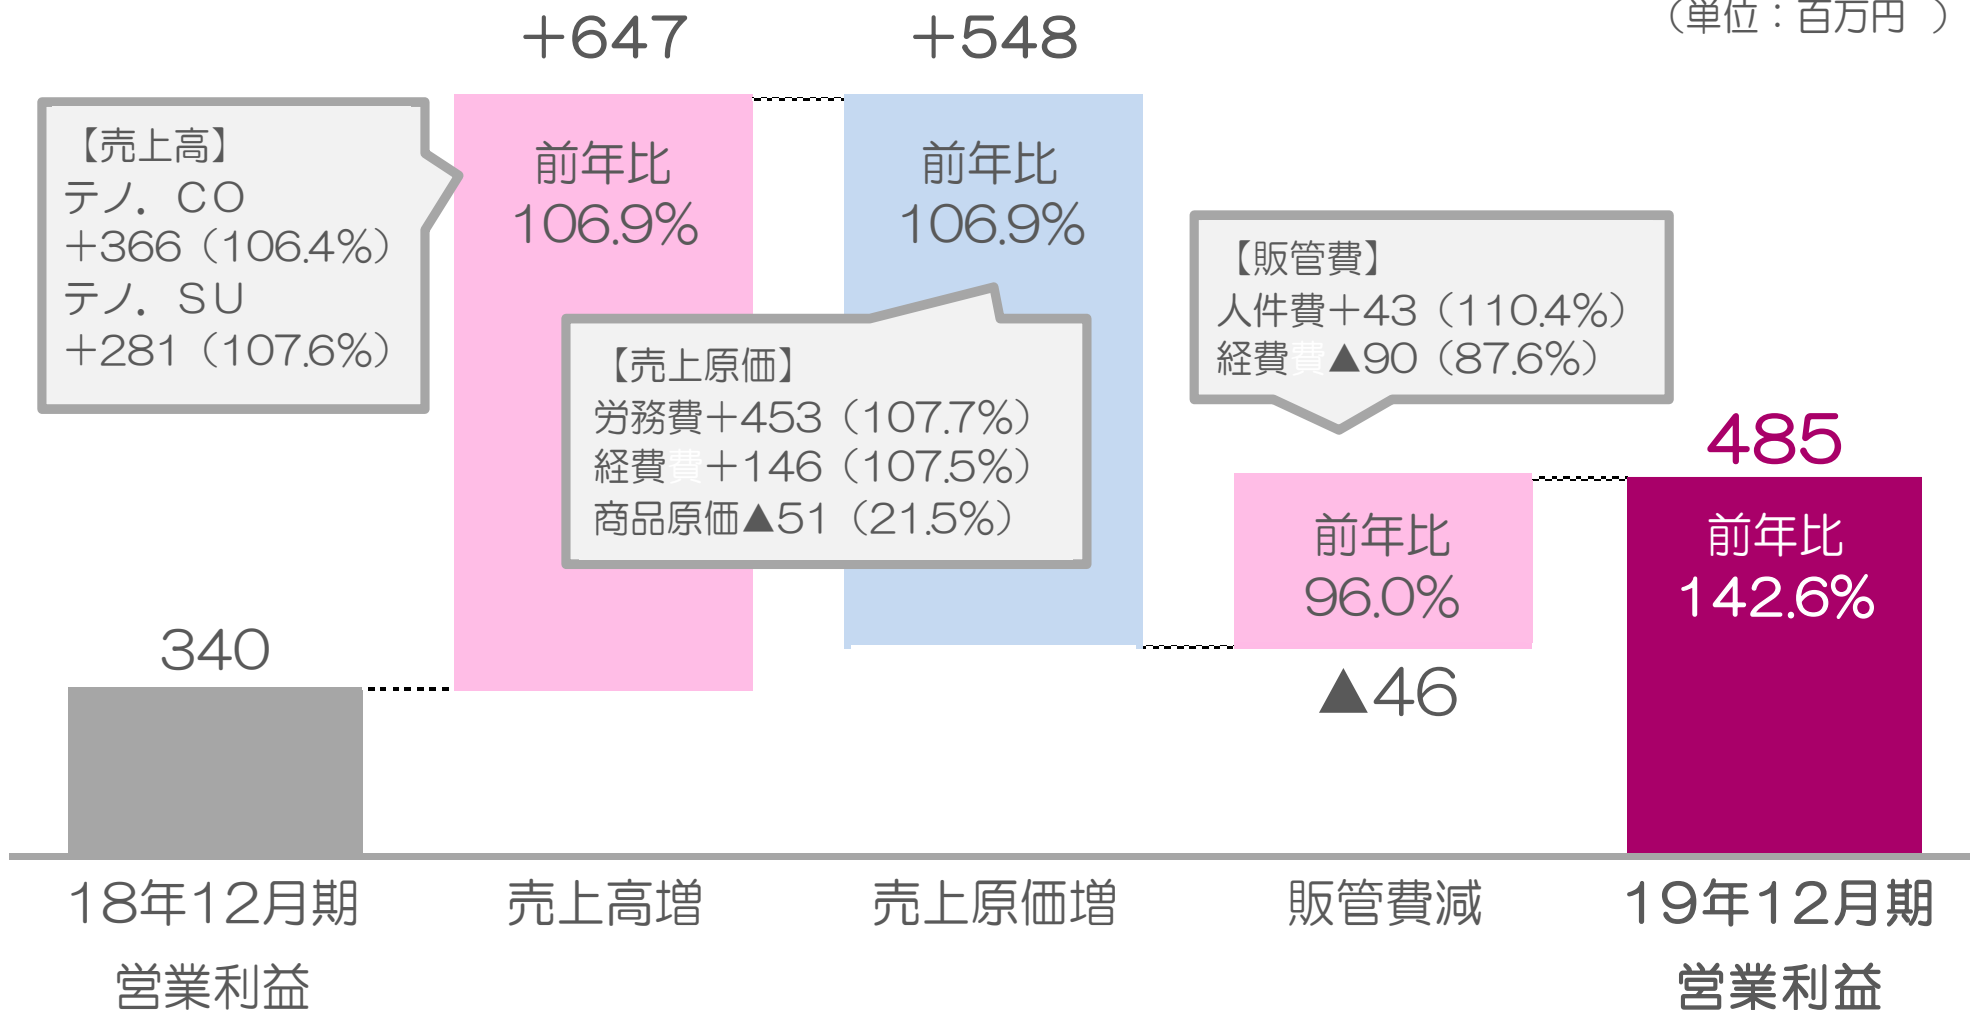 （単位：百万円 ）
＋647
＋548
【売上高】
テノ．ＣＯ
＋366（106.4%）
テノ．ＳＵ
＋281（107.6%）
前年比
106.9%
前年比
106.9%
【売上原価】
労務費＋453（107.7%）
経費費＋146（107.5%）
商品原価▲51（21.5%）
【販管費】
人件費＋43（110.4%）
経費費▲90（87.6%）
340
前年比
96.0%
▲46
485
前年比
142.6%
18年12月期
営業利益
売上高増
売上原価増
販管費減
19年12月期
営業利益